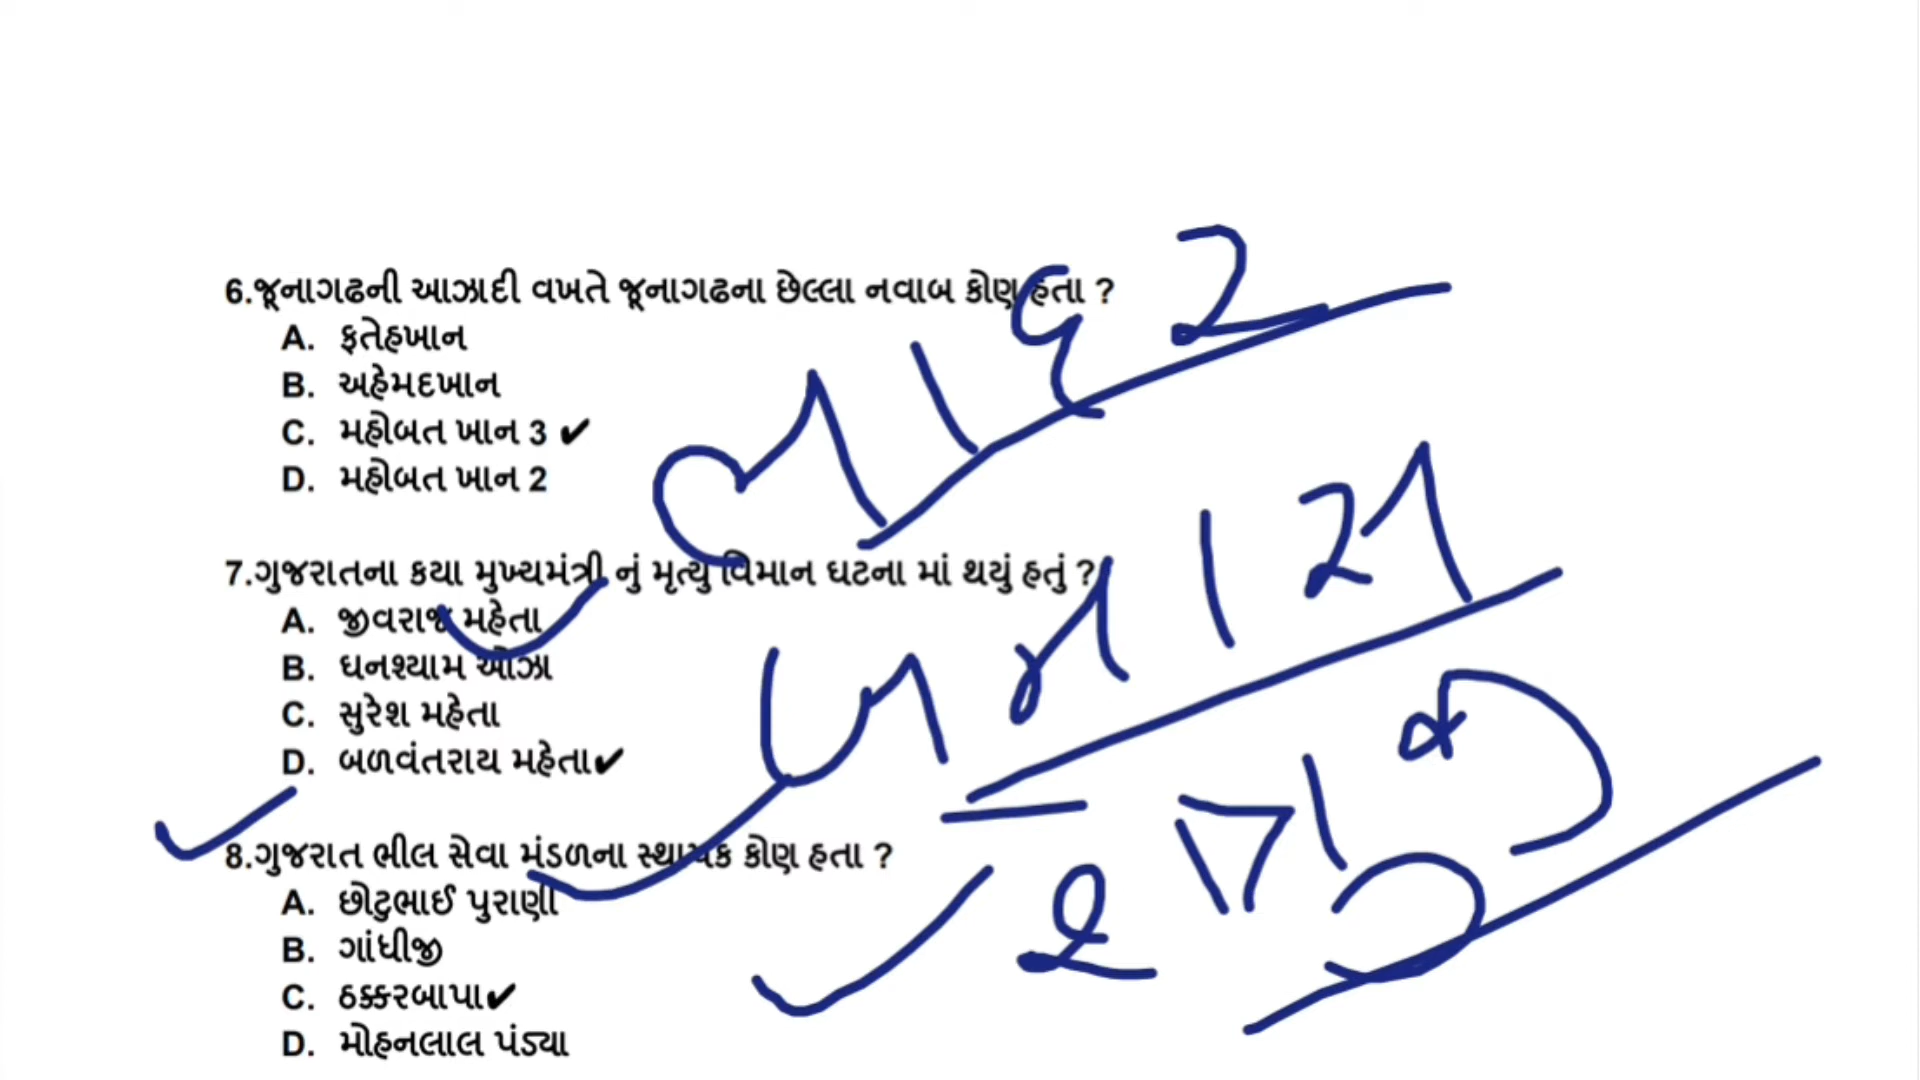 6.જૂનાગઢની આઝાદી વખતે જૂનાગઢના છેલ્લા નવાબ કોણ હતા ?
A. ફતેહખાન
B. અહેમદખાન
C. મહોબત ખાન 3 ✔
D. મહોબત ખાન 2
7.ગુજરાતના કયા મુખ્યમંત્રી નું મૃત્યુ વિમાન ઘટના માં થયું હતું ?
A. જીવરાજ મહેતા
B. ઘનશ્યામ ઓઝા
C. સુરેશ મહેતા
D. બળવંતરાય મહેતા✔
8.ગુજરાત ભીલ સેવા મંડળના સ્થાપક કોણ હતા ?
A. છોટુભાઈ પુરાણી
B. ગાંધીજી
C. ઠક્કરબાપા✔
D. મોહનલાલ પંડ્યા